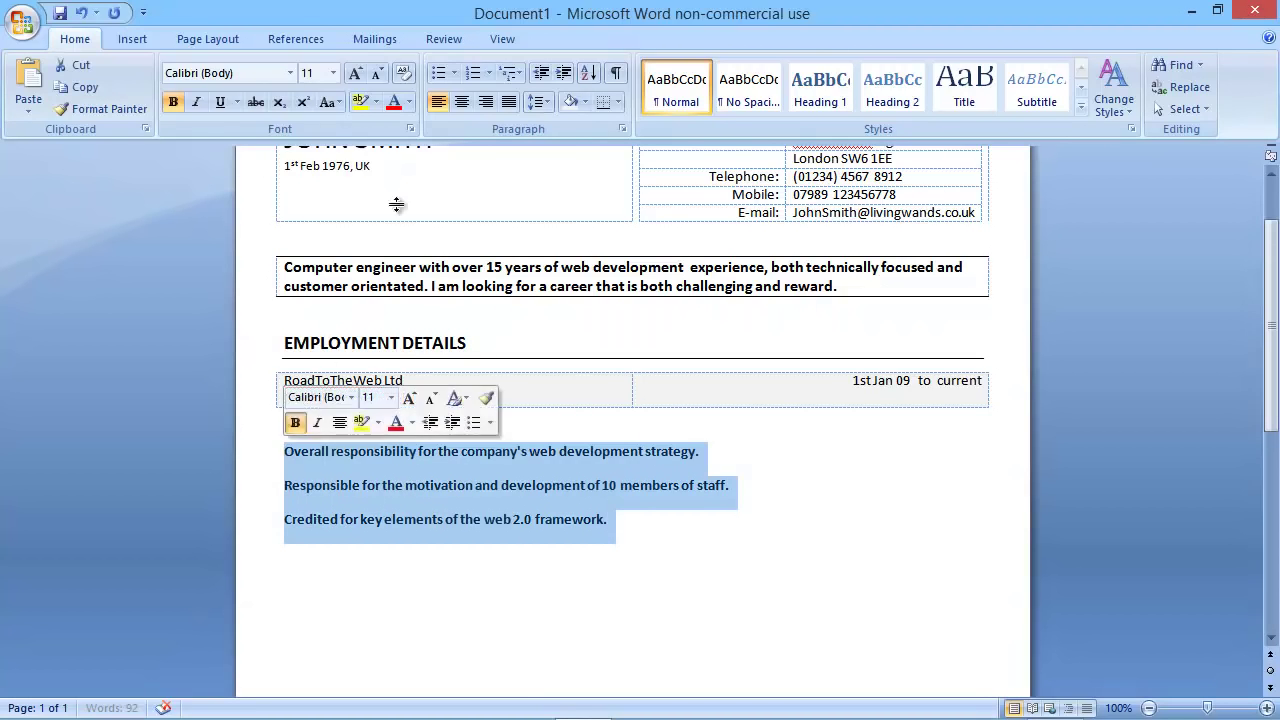 Document1 - Microsoft Word non-commercial use
Home Insert Page Layout References Mailings Review View
Paste
Cut
Copy
Format Painter
Clipboard
Calibri (Body) 11
B I U abc X₂ X² Aa
Font
Paragraph
AaBbCcDc AaBbCcDc AaBbCc AaBbCc AaB AaBbCc.
¶ Normal ¶ No Spaci... Heading 1 Heading 2 Title Subtitle
Change Styles
Styles
Find
Replace
Select
Editing
JOHN SMITH
1st Feb 1976, UK
London SW6 1EE
Telephone: (01234) 4567 8912
Mobile: 07989 123456778
E-mail: JohnSmith@livingwands.co.uk
Computer engineer with over 15 years of web development experience, both technically focused and
customer orientated. I am looking for a career that is both challenging and reward.
EMPLOYMENT DETAILS
RoadToTheWeb Ltd 1st Jan 09 to current
Calibri (Boc 11
B I
Overall responsibility for the company's web development strategy.
Responsible for the motivation and development of 10 members of staff.
Credited for key elements of the web 2.0 framework.
Page: 1 of 1 Words: 92 100%